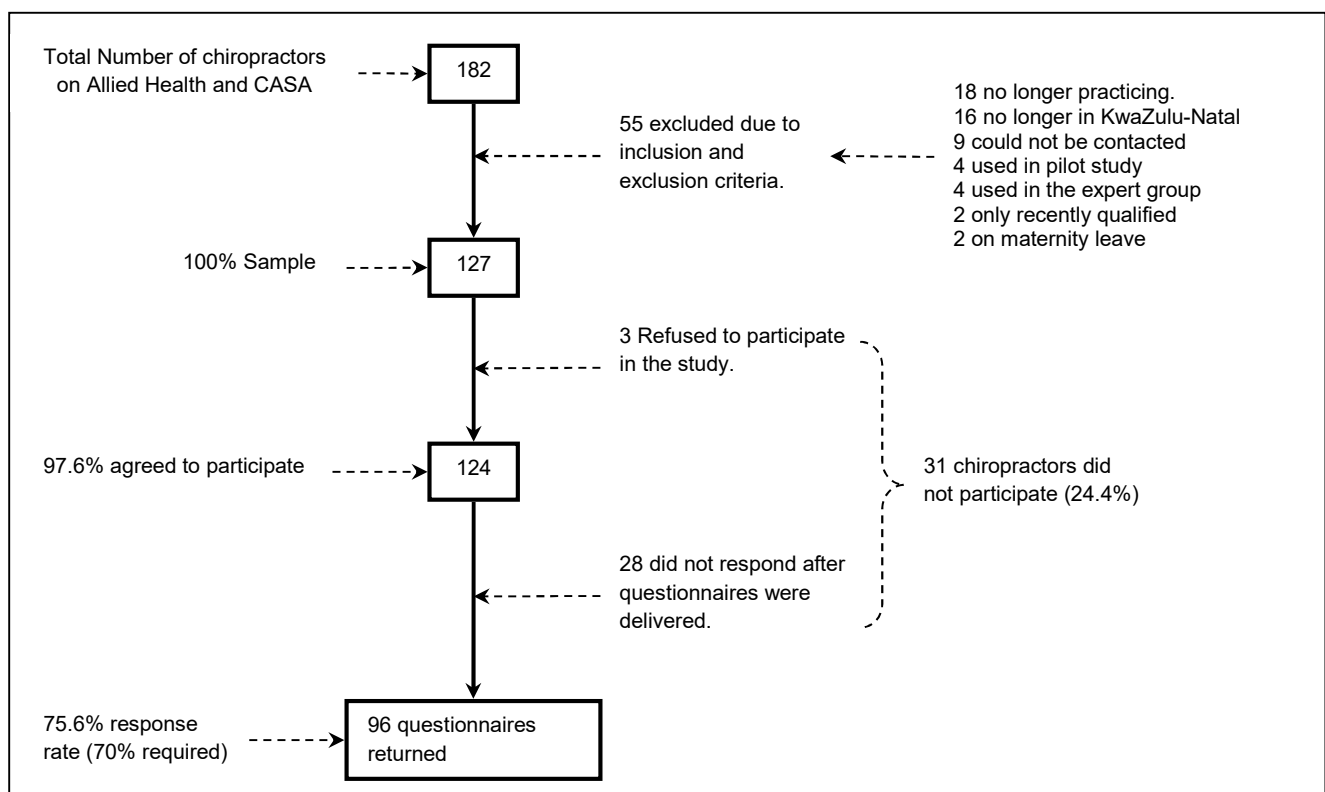 Total Number of chiropractors
on Allied Health and CASA
182
55 excluded due to
inclusion and
exclusion criteria.
18 no longer practicing.
16 no longer in KwaZulu-Natal
9 could not be contacted
4 used in pilot study
4 used in the expert group
2 only recently qualified
2 on maternity leave
100% Sample
127
3 Refused to participate
in the study.
97.6% agreed to participate
124
31 chiropractors did
not participate (24.4%)
28 did not respond after
questionnaires were
delivered.
75.6% response
rate (70% required)
96 questionnaires
returned